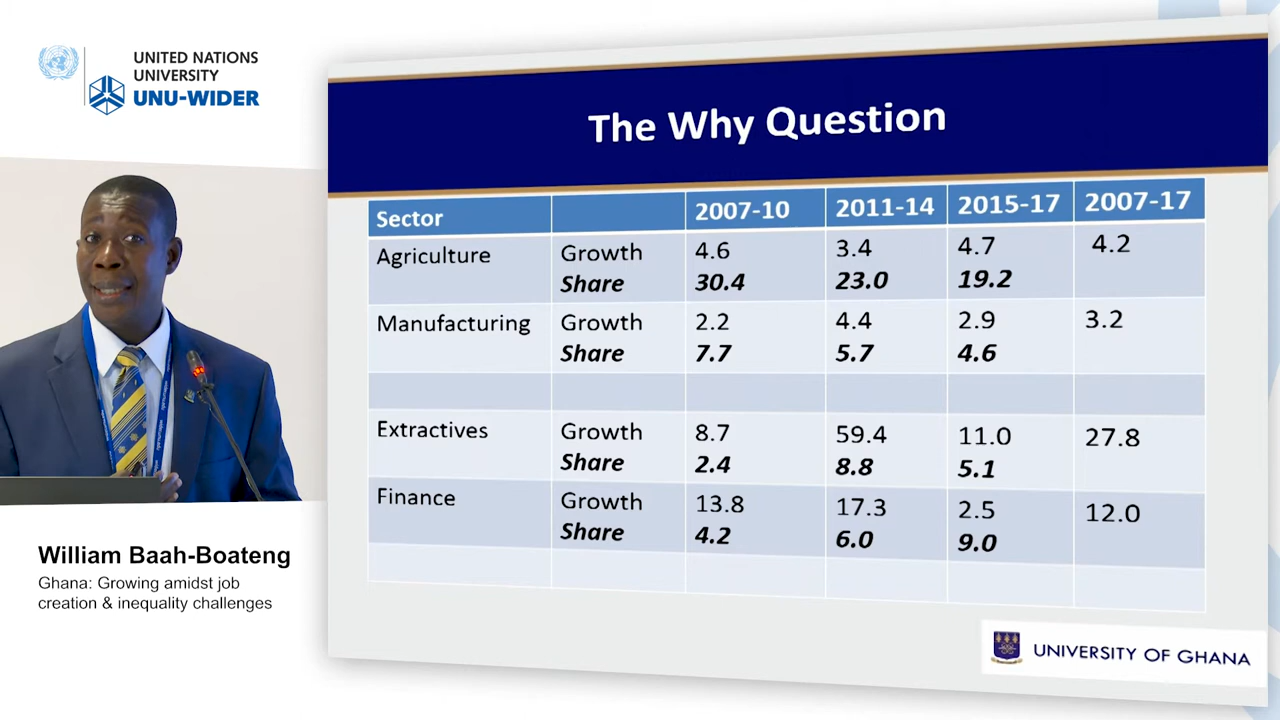 UNITED NATIONS
UNIVERSITY
UNU-WIDER
The Why Question
Sector 2007-10 2011-14 2015-17 2007-17
Agriculture Growth 4.6 3.4 4.7 4.2
Share 30.4 23.0 19.2
Manufacturing Growth 2.2 4.4 2.9 3.2
Share 7.7 5.7 4.6
Extractives Growth 8.7 59.4 11.0 27.8
Share 2.4 8.8 5.1
Finance Growth 13.8 17.3 2.5 12.0
Share 4.2 6.0 9.0
William Baah-Boateng
Ghana: Growing amidst job
creation & inequality challenges
UNIVERSITY OF GHANA